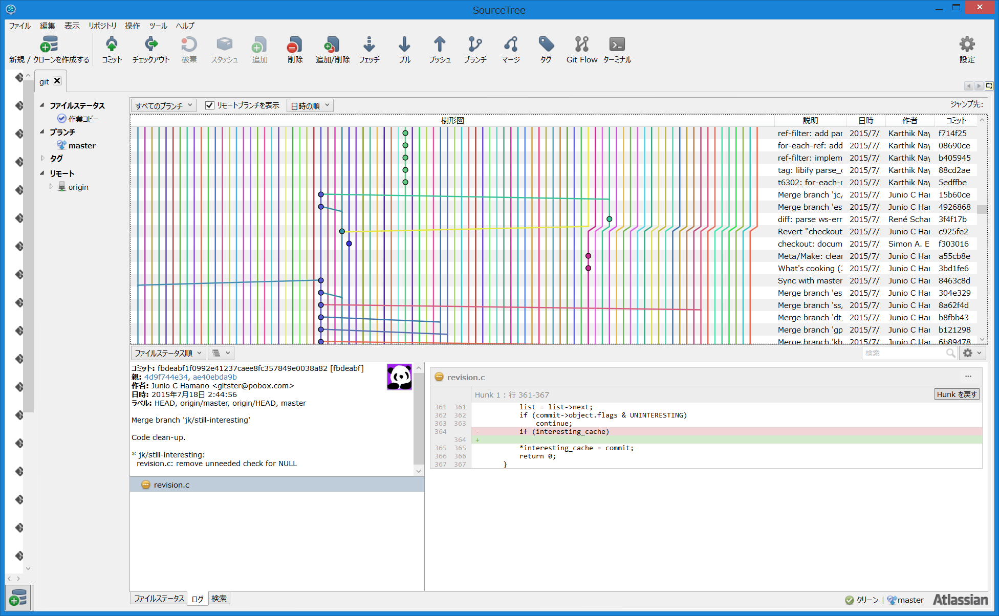 SourceTree
ファイル 編集 表示 リポジトリ 操作 ツール ヘルプ
新規 / クローンを作成する コミット チェックアウト 破棄 スタッシュ 追加 削除 追加/削除 フェッチ プル プッシュ ブランチ マージ タグ Git Flow ターミナル 設定
git
ファイルステータス
作業コピー
ブランチ
master
タグ
リモート
origin
すべてのブランチ リモートブランチを表示 日時の順 ジャンプ先:
樹形図 説明 日時 作者 コミット
ref-filter: add par 2015/7/ Karthik Nay f714f25
for-each-ref: add 2015/7/ Karthik Nay 08690ce
ref-filter: implem 2015/7/ Karthik Nay b405945
tag: libify parse_c 2015/7/ Karthik Nay 88cd2ae
t6302: for-each-r 2015/7/ Karthik Nay 5edffbe
Merge branch 'jc/ 2015/7/ Junio C Har 15b60ce
Merge branch 'es 2015/7/ Junio C Har 4926868
diff: parse ws-err 2015/7/ René Schar 3f4f17b
Revert "checkout 2015/7/ Junio C Har c925fe2
checkout: docum 2015/7/ Simon A. E f303016
Meta/Make: clear 2015/7/ Junio C Har a55cb8e
What's cooking (2 2015/7/ Junio C Har 3bd1fe6
Sync with master 2015/7/ Junio C Har 8463c8d
Merge branch 'es 2015/7/ Junio C Har 304e329
Merge branch 'ss, 2015/7/ Junio C Har 8a62f4d
Merge branch 'dt, 2015/7/ Junio C Har b8fbb43
Merge branch 'gp 2015/7/ Junio C Har b121298
Merge branch 'kb 2015/7/ Junio C Har 6b89478
ファイルステータス順 検索
コミット: fbdeabf1f0992e41237caee8fc357849e0038a82 [fbdeabf]
親: 4d9f744e34, ae40ebda9b
作者: Junio C Hamano <gitster@pobox.com>
日時: 2015年7月18日 2:44:56
ラベル: HEAD, origin/master, origin/HEAD, master
Merge branch 'jk/still-interesting'
Code clean-up.
* jk/still-interesting:
revision.c: remove unneeded check for NULL
revision.c
revision.c
Hunk 1 : 行 361-367 Hunk を戻す
361 361 list = list->next;
362 362 if (commit->object.flags & UNINTERESTING)
363 363 continue;
364 - if (interesting_cache)
364 +
365 365 *interesting_cache = commit;
366 366 return 0;
367 367 }
ファイルステータス ログ 検索
クリーン | master Atlassian